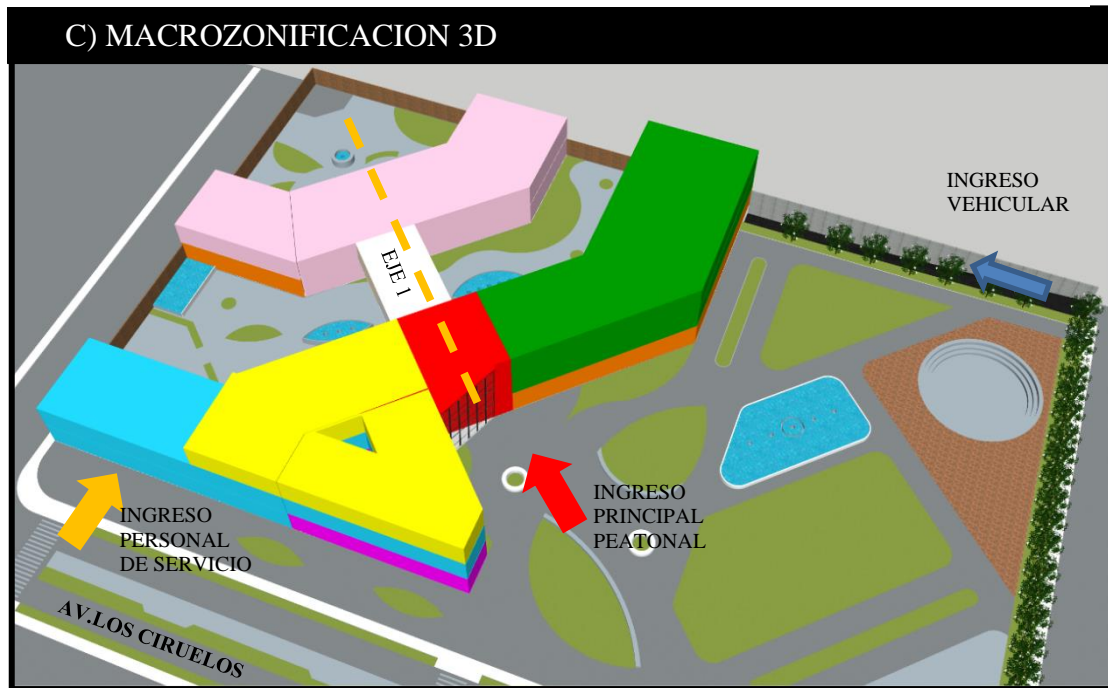 C) MACROZONIFICACION 3D
INGRESO
VEHICULAR
EJE 1
INGRESO
PRINCIPAL
PEATONAL
INGRESO
PERSONAL
DE SERVICIO
AV.LOS CIRUELOS